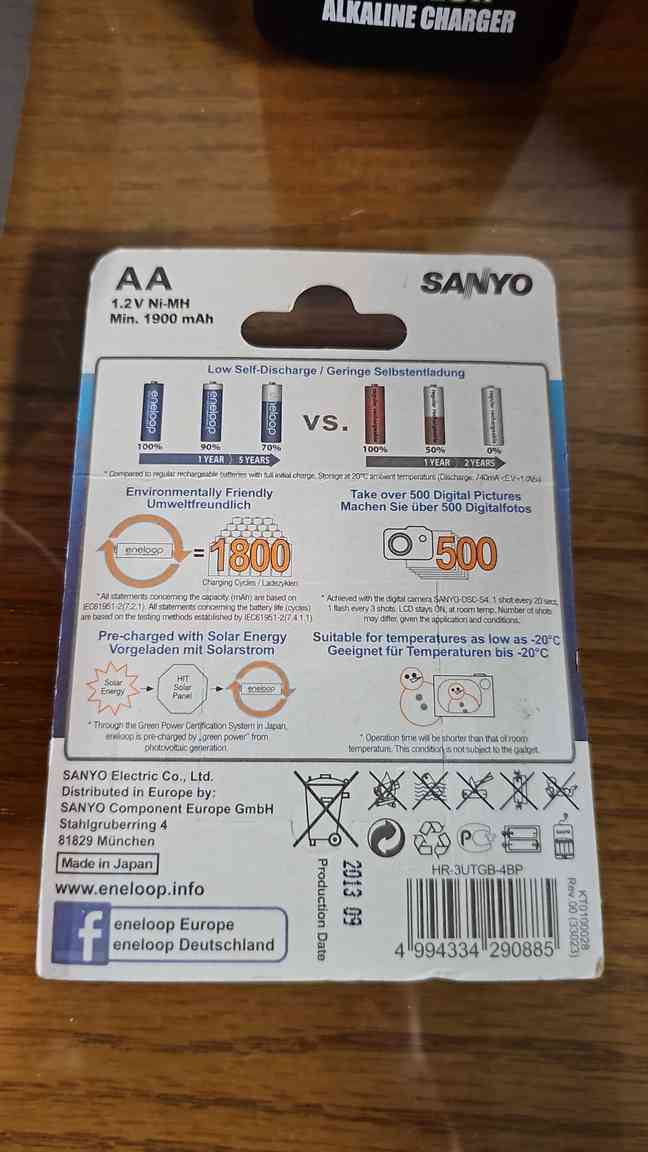 ALKALINE CHARGER
AA
1.2V Ni-MH
Min. 1900 mAh
SANYO
Low Self-Discharge / Geringe Selbstentladung
eneloop
eneloop
eneloop
vs.
regular rechargeable
regular rechargeable
regular rechargeable
100% 90% 70%
100% 50% 0%
1 YEAR 5 YEARS
1 YEAR 2 YEARS
* Compared to regular rechargeable batteries with full initial charge, Storage at 20°C ambient temperature (Discharge:
Environmentally Friendly
Umweltfreundlich
eneloop = 1800
Charging Cycles / Ladezyklen
*All statements concerning the capacity (mAh) are based on
IEC61951-2(7.2.1). All statements concerning the battery life (cycles)
are based on the testing methods established by IEC61951-2(7.4.1.1)
Take over 500 Digital Pictures
Machen Sie über 500 Digitalfotos
500
* Achieved with the digital camera SANYO-DSC-S4. 1 shot every 20 secs,
1 flash every 3 shots. LCD stays ON, at room temp. Number of shots
may differ, given the application and conditions.
Pre-charged with Solar Energy
Vorgeladen mit Solarstrom
Solar
Energy
HIT
Solar
Panel
eneloop
* Through the Green Power Certification System in Japan,
eneloop is pre-charged by „green power" from
photovoltaic generation.
Suitable for temperatures as low as -20°C
Geeignet für Temperaturen bis -20°C
* Operation time will be shorter than that of room
temperature. This condition is not subject to the gadget.
SANYO Electric Co., Ltd.
Distributed in Europe by:
SANYO Component Europe GmbH
Stahlgruberring 4
81829 München
Made in Japan
www.eneloop.info
f
eneloop Europe
eneloop Deutschland
Production Date
2013 09
HR-3UTGB-4BP
4 994334 290885
KT0100028
Rev.00 (33023)